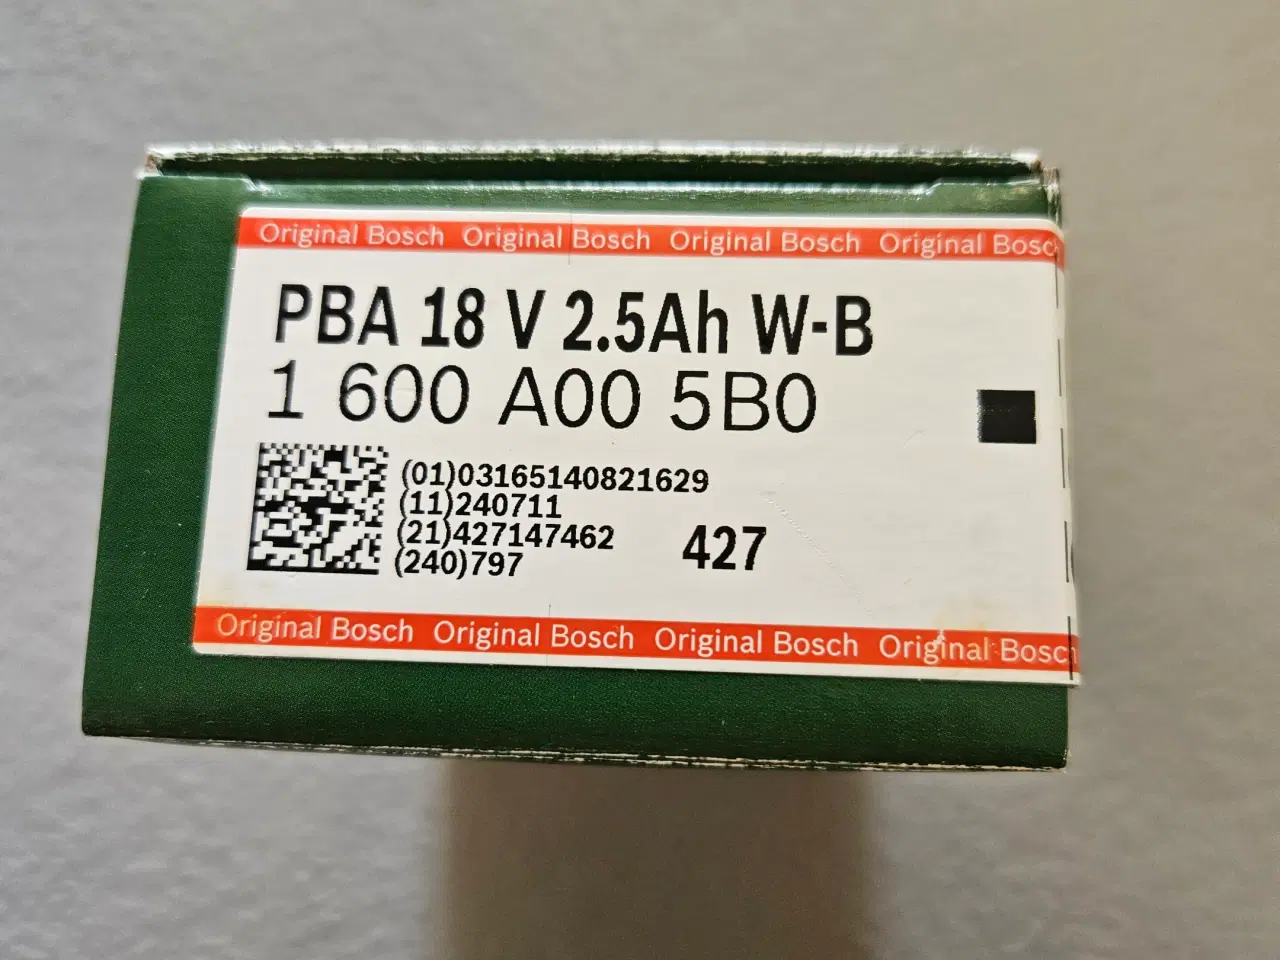 Original Bosch Original Bosch Original Bosch Original Bosc
PBA 18 V 2.5Ah W-B
1 600 A00 5B0
(01)03165140821629
(11)240711
(21)427147462
(240)797
427
Original Bosch Original Bosch Original Bosch Original Bosch